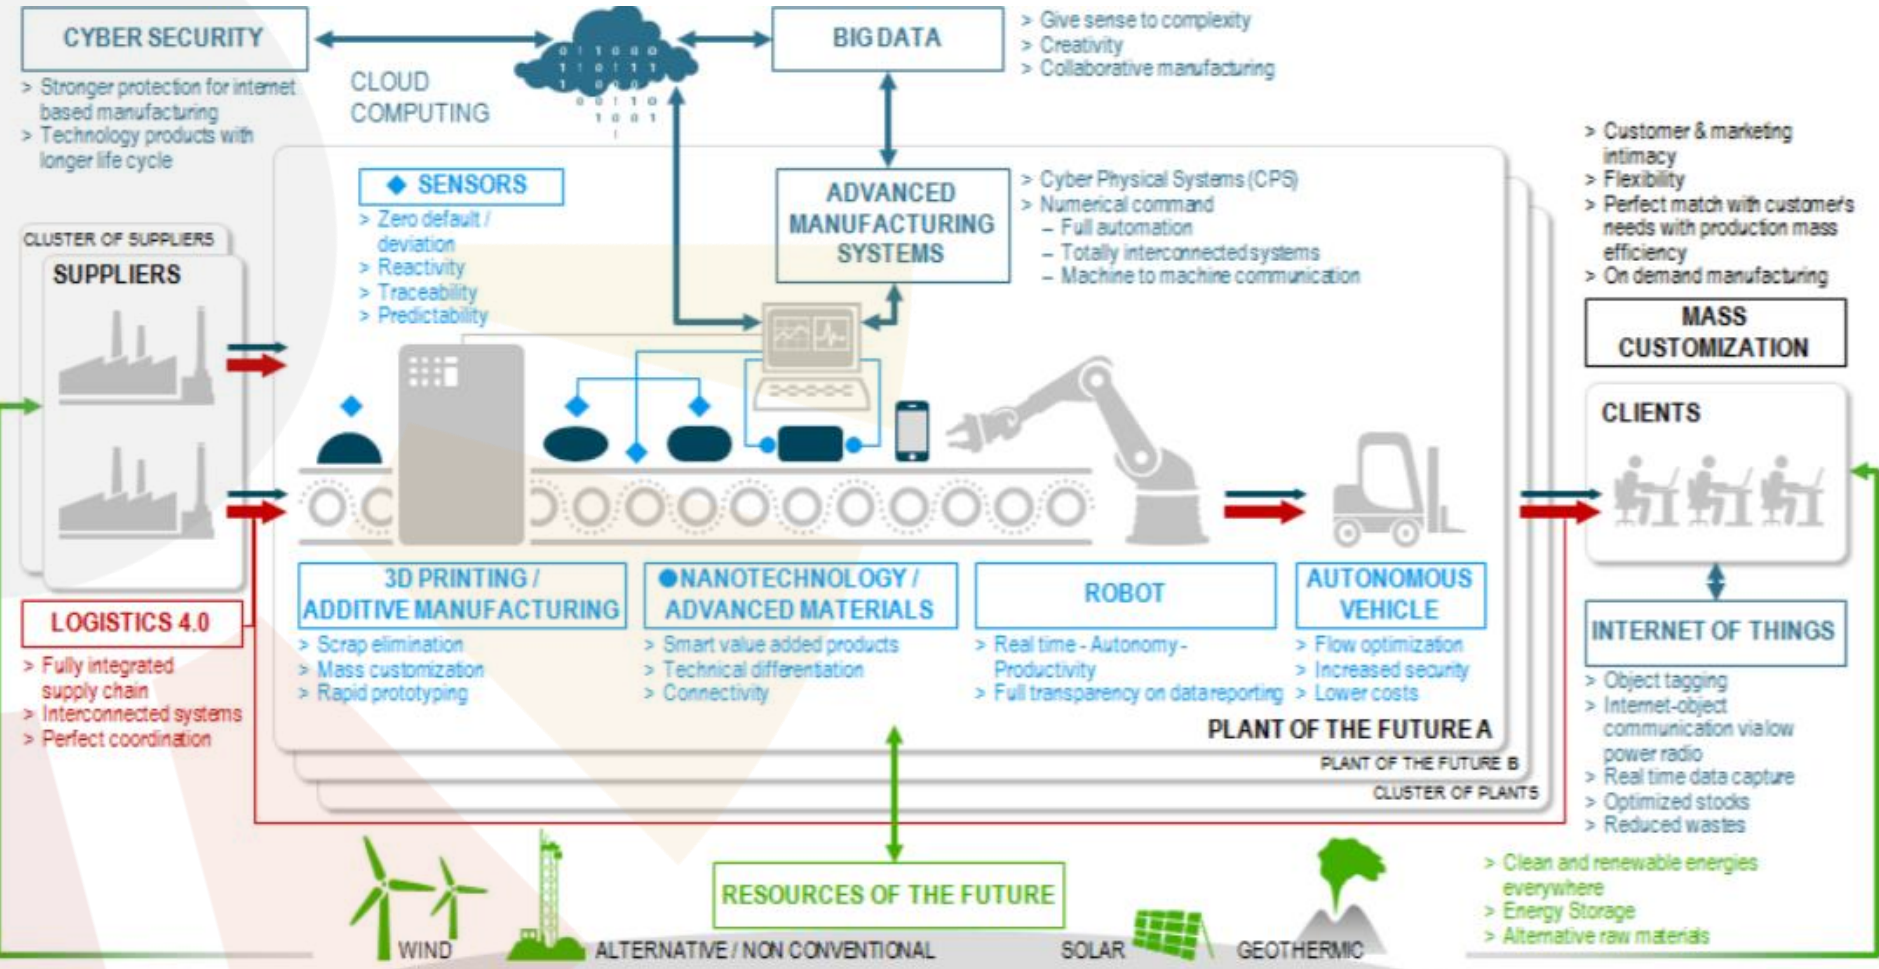 CYBER SECURITY
> Stronger protection for internet
based manufacturing
> Technology products with
longer life cycle
CLOUD
COMPUTING
BIG DATA
> Give sense to complexity
> Creativity
> Collaborative manufacturing
CLUSTER OF SUPPLIERS
SUPPLIERS
SENSORS
> Zero default /
deviation
> Reactivity
> Traceability
> Predictability
ADVANCED
MANUFACTURING
SYSTEMS
> Cyber Physical Systems (CPS)
> Numerical command
– Full automation
– Totally interconnected systems
– Machine to machine communication
> Customer & marketing
intimacy
> Flexibility
> Perfect match with customer's
needs with production mass
efficiency
> On demand manufacturing
MASS
CUSTOMIZATION
CLIENTS
LOGISTICS 4.0
> Fully integrated
supply chain
> Interconnected systems
> Perfect coordination
3D PRINTING /
ADDITIVE MANUFACTURING
> Scrap elimination
> Mass customization
> Rapid prototyping
NANOTECHNOLOGY /
ADVANCED MATERIALS
> Smart value added products
> Technical differentiation
> Connectivity
ROBOT
> Real time - Autonomy -
Productivity
> Full transparency on data reporting
AUTONOMOUS
VEHICLE
> Flow optimization
> Increased security
> Lower costs
PLANT OF THE FUTURE A
PLANT OF THE FUTURE B
CLUSTER OF PLANTS
INTERNET OF THINGS
> Object tagging
> Internet-object
communication via low
power radio
> Real time data capture
> Optimized stocks
> Reduced wastes
RESOURCES OF THE FUTURE
WIND
ALTERNATIVE / NON CONVENTIONAL
SOLAR
GEOTHERMIC
> Clean and renewable energies
everywhere
> Energy Storage
> Alternative raw materials